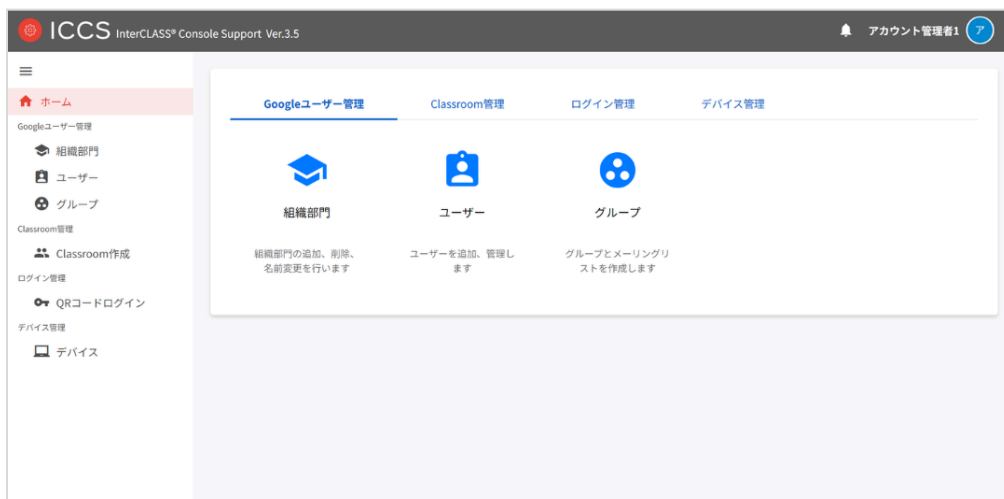 ICCS InterCLASS® Console Support Ver.3.5
アカウント管理者1 ア
ホーム
Googleユーザー管理
組織部門
ユーザー
グループ
Classroom管理
Classroom作成
ログイン管理
QRコードログイン
デバイス管理
デバイス
Googleユーザー管理 Classroom管理 ログイン管理 デバイス管理
組織部門
組織部門の追加、削除、
名前変更を行います
ユーザー
ユーザーを追加、管理し
ます
グループ
グループとメーリングリ
ストを作成します